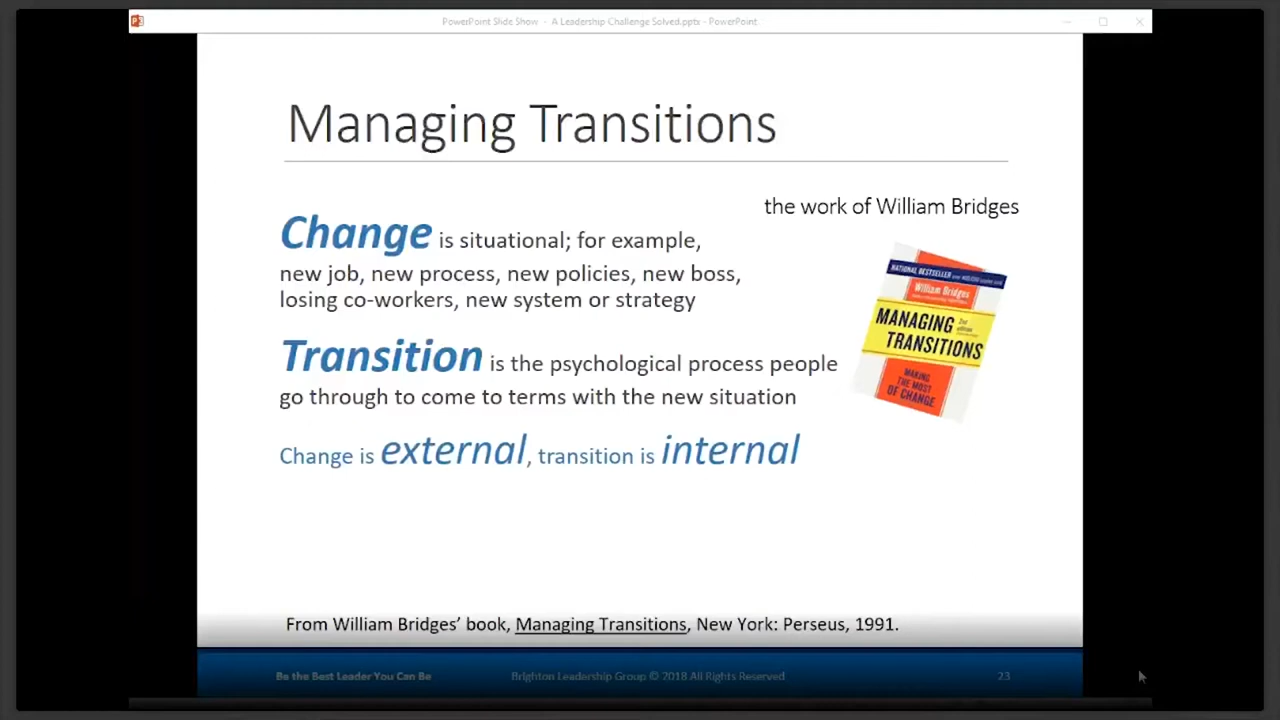 PowerPoint Slide Show - A Leadership Challenge Solved.pptx - PowerPoint
Managing Transitions
the work of William Bridges
Change is situational; for example,
new job, new process, new policies, new boss,
losing co-workers, new system or strategy
Transition is the psychological process people
go through to come to terms with the new situation
Change is external, transition is internal
NATIONAL BESTSELLER
William Bridges
MANAGING
2nd
edition
TRANSITIONS
MAKING
THE MOST
OF CHANGE
From William Bridges’ book, Managing Transitions, New York: Perseus, 1991.
Be the Best Leader You Can Be
Brighton Leadership Group © 2018 All Rights Reserved
23